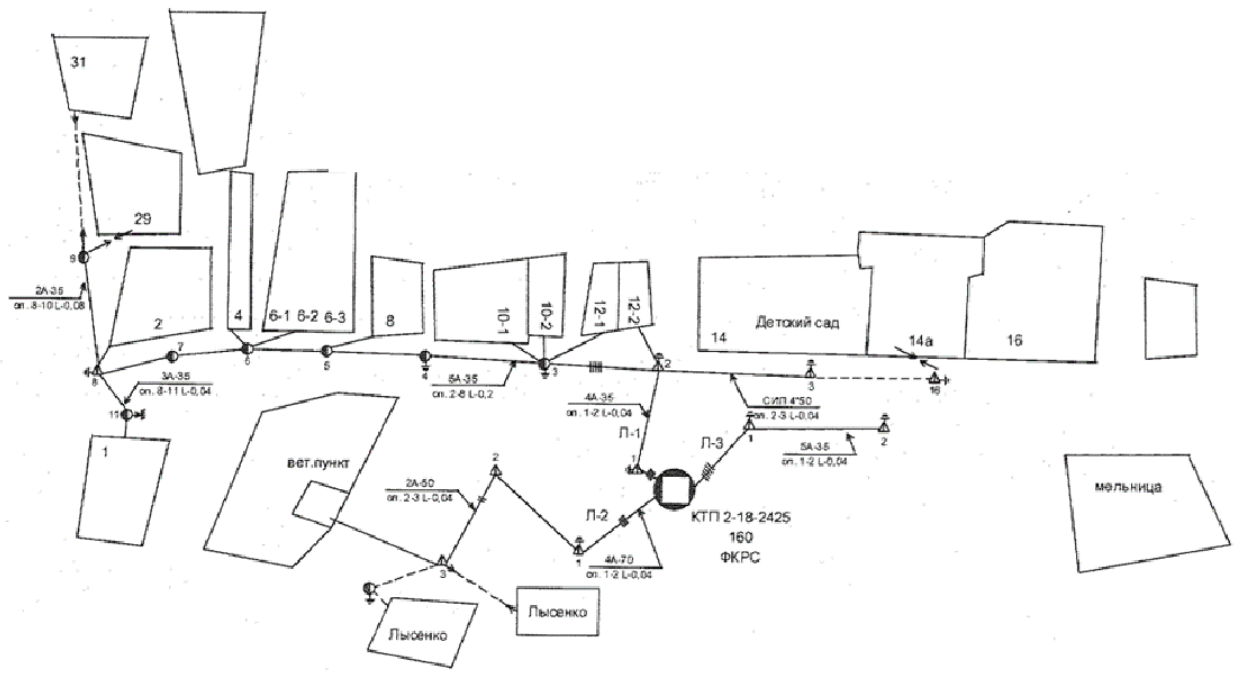 31
29
9
2А-35
оп. 8-10 L-0,08
2
4
6-1 6-2 6-3
8
10-1
10-2
12-1
12-2
14
Детский сад
14а
16
7
6
5
4
3
2
3
16
8
3А-35
оп. 8-11 L-0,04
11
5А-35
оп. 2-8 L-0,2
4А-35
оп. 1-2 L-0,04
СИП 4*50
оп. 2-3 L-0,04
Л-1
Л-3
1
2
5А-35
оп. 1-2 L-0,04
1
вет.пункт
2
1
2А-50
оп. 2-3 L-0,04
мельница
Л-2
КТП 2-18-2425
160
ФКРС
1
4А-70
оп. 1-2 L-0,04
3
Лысенко
Лысенко